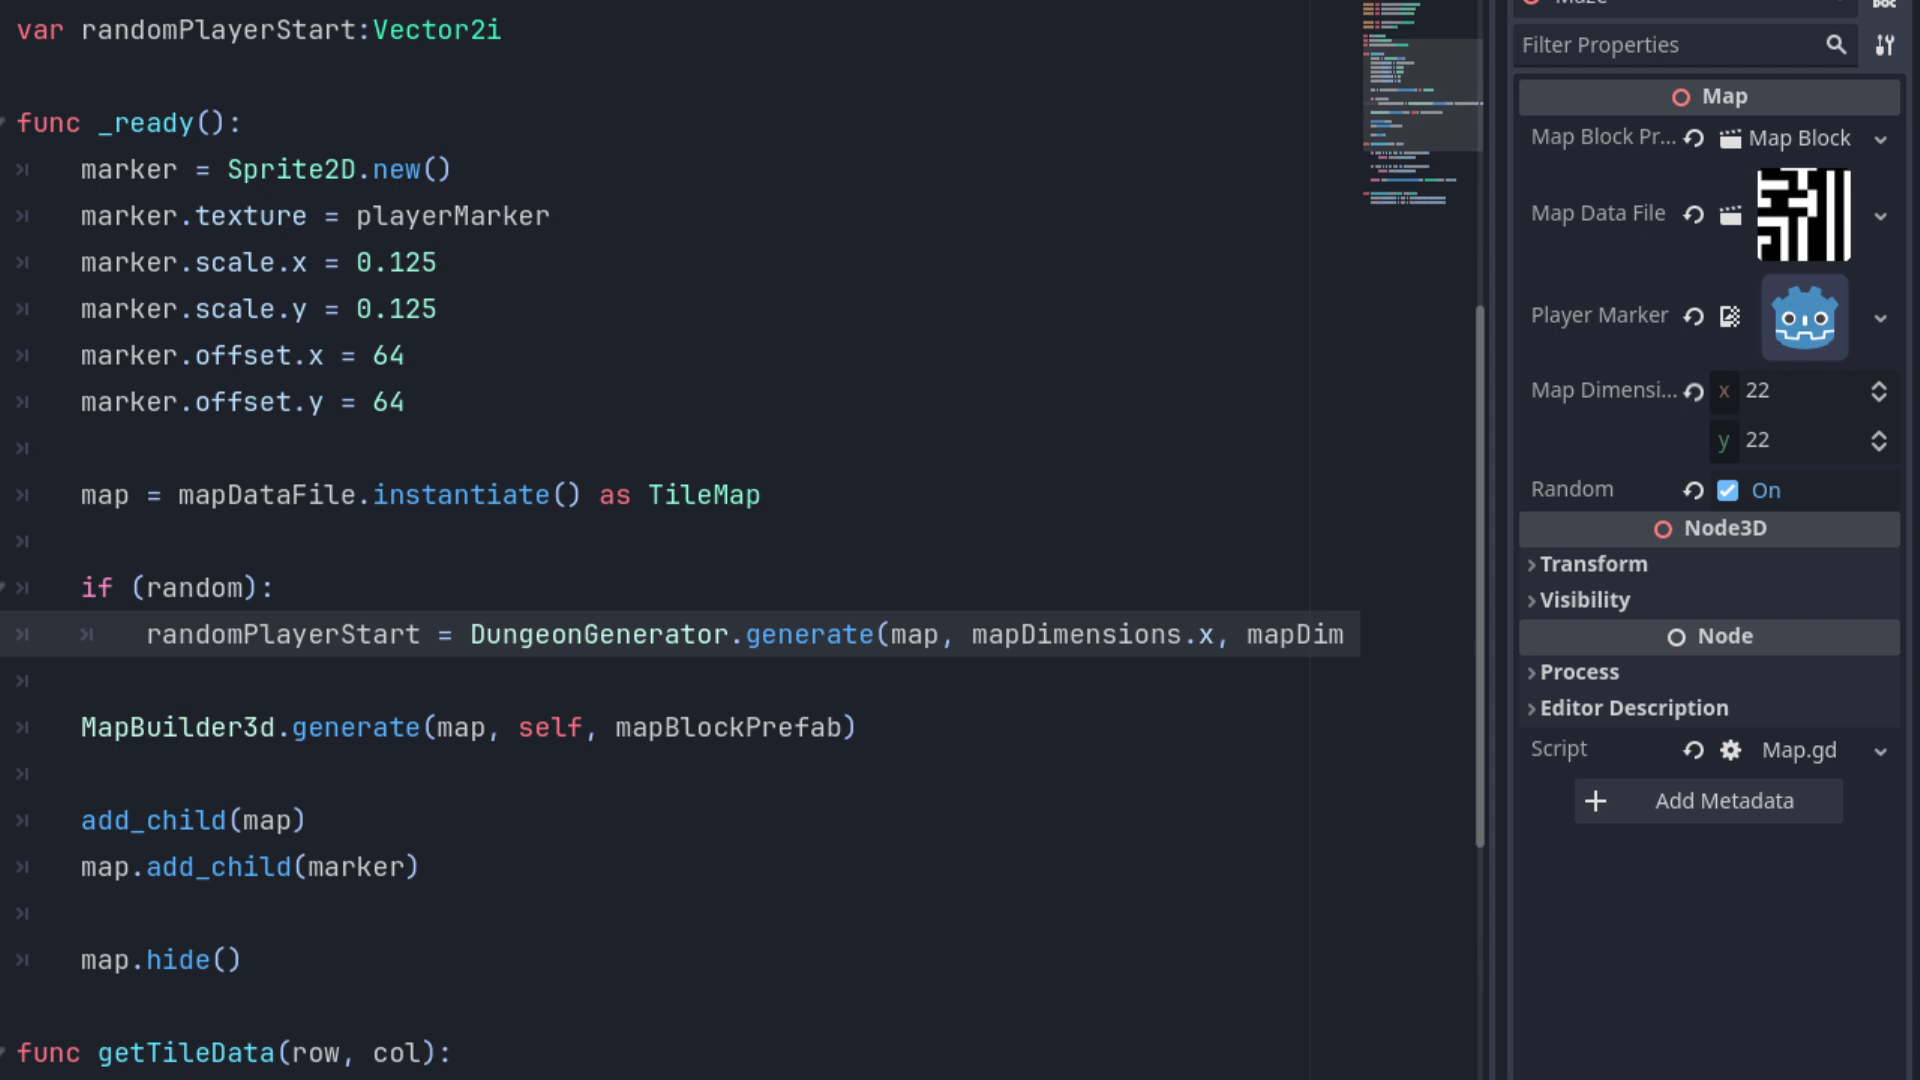 var randomPlayerStart:Vector2i
func _ready():
marker = Sprite2D.new()
marker.texture = playerMarker
marker.scale.x = 0.125
marker.scale.y = 0.125
marker.offset.x = 64
marker.offset.y = 64
map = mapDataFile.instantiate() as TileMap
if (random):
randomPlayerStart = DungeonGenerator.generate(map, mapDimensions.x, mapDim
MapBuilder3d.generate(map, self, mapBlockPrefab)
add_child(map)
map.add_child(marker)
map.hide()
func getTileData(row, col):
DOC
Filter Properties
Map
Map Block Pr... Map Block
Map Data File
Player Marker
Map Dimensi... x 22
y 22
Random On
Node3D
Transform
Visibility
Node
Process
Editor Description
Script Map.gd
Add Metadata